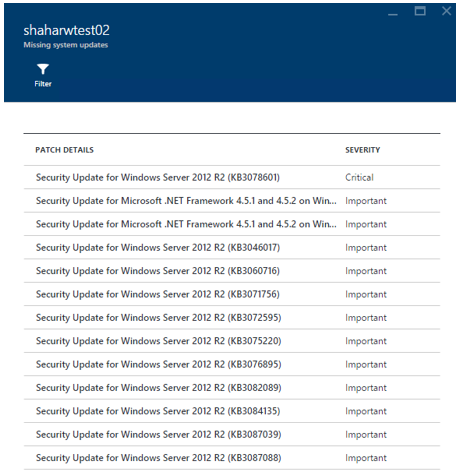 shaharwtest02
Missing system updates
Filter
PATCH DETAILS SEVERITY
Security Update for Windows Server 2012 R2 (KB3078601) Critical
Security Update for Microsoft .NET Framework 4.5.1 and 4.5.2 on Win... Important
Security Update for Microsoft .NET Framework 4.5.1 and 4.5.2 on Win... Important
Security Update for Windows Server 2012 R2 (KB3046017) Important
Security Update for Windows Server 2012 R2 (KB3060716) Important
Security Update for Windows Server 2012 R2 (KB3071756) Important
Security Update for Windows Server 2012 R2 (KB3072595) Important
Security Update for Windows Server 2012 R2 (KB3075220) Important
Security Update for Windows Server 2012 R2 (KB3076895) Important
Security Update for Windows Server 2012 R2 (KB3082089) Important
Security Update for Windows Server 2012 R2 (KB3084135) Important
Security Update for Windows Server 2012 R2 (KB3087039) Important
Security Update for Windows Server 2012 R2 (KB3087088) Important